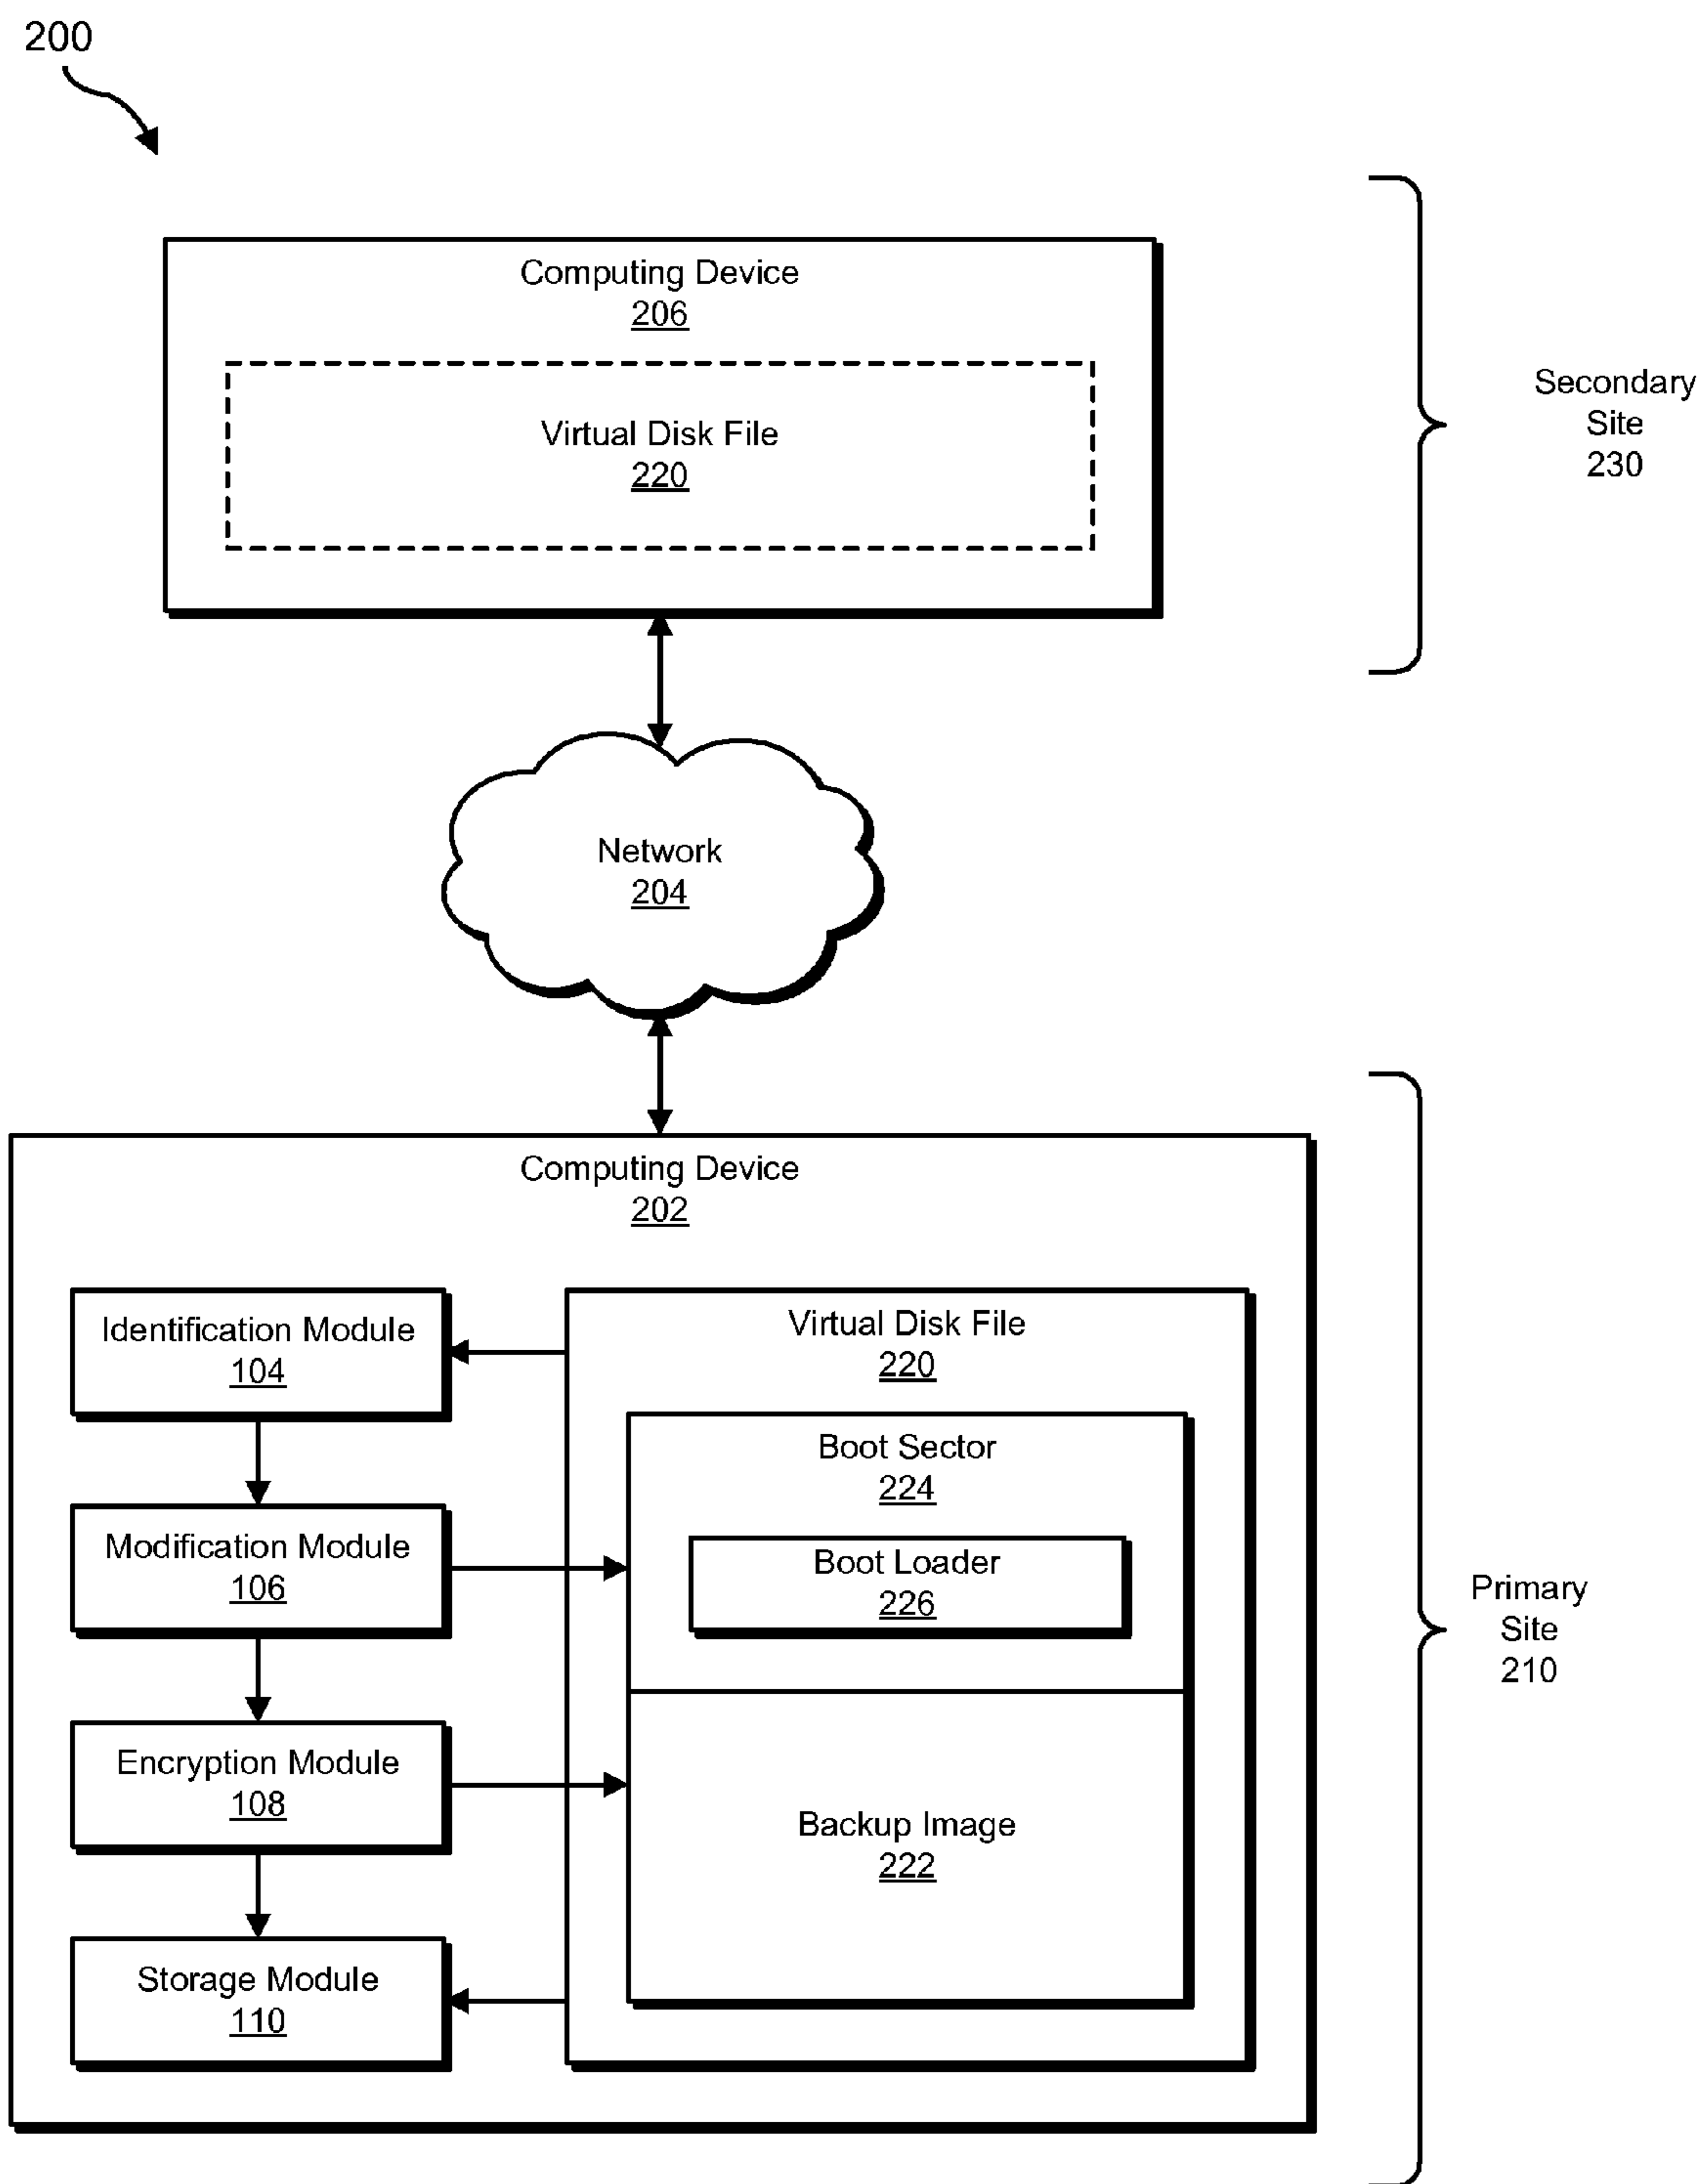 200
Computing Device
206
Virtual Disk File
220
Secondary
Site
230
Network
204
Computing Device
202
Identification Module
104
Modification Module
106
Encryption Module
108
Storage Module
110
Virtual Disk File
220
Boot Sector
224
Boot Loader
226
Backup Image
222
Primary
Site
210